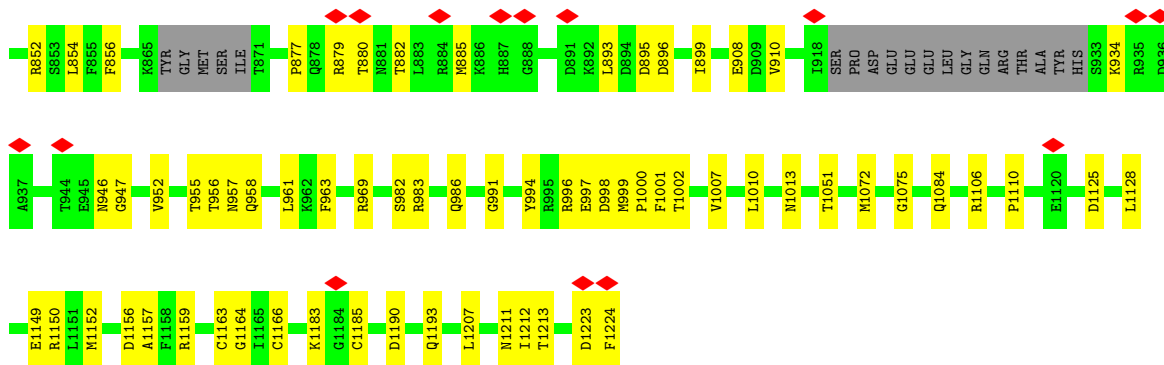 R852 S853 L854 F855 F856 K865 TYR GLY MET SER ILE T871 P877 Q878 R879 T880 N881 T882 L883 R884 M885 K886 H887 G888 D891 K892 L893 D894 D895 D896 I899 E908 D909 V910 I918 SER PRO ASP GLU GLU GLU LEU GLY GLN ARG THR ALA TYR HIS S933 K934 R935 D936
A937 T944 E945 N946 G947 V952 T955 T956 N957 Q958 L961 K962 F963 R969 S982 R983 Q986 G991 Y994 R995 R996 E997 D998 M999 P1000 F1001 T1002 V1007 L1010 N1013 T1051 M1072 G1075 Q1084 R1106 P1110 E1120 D1125 L1128
E1149 R1150 L1151 M1152 D1156 A1157 F1158 R1159 C1163 G1164 I1165 C1166 K1183 G1184 C1185 D1190 Q1193 L1207 N1211 I1212 T1213 D1223 F1224